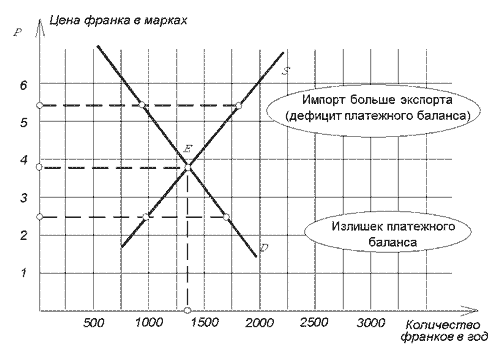 P
Цена франка в марках
6
5
4
3
2
1
S
E
D
Импорт больше экспорта
(дефицит платежного баланса)
Излишек платежного
баланса
500 1000 1500 2000 2500 3000
Количество
франков в год